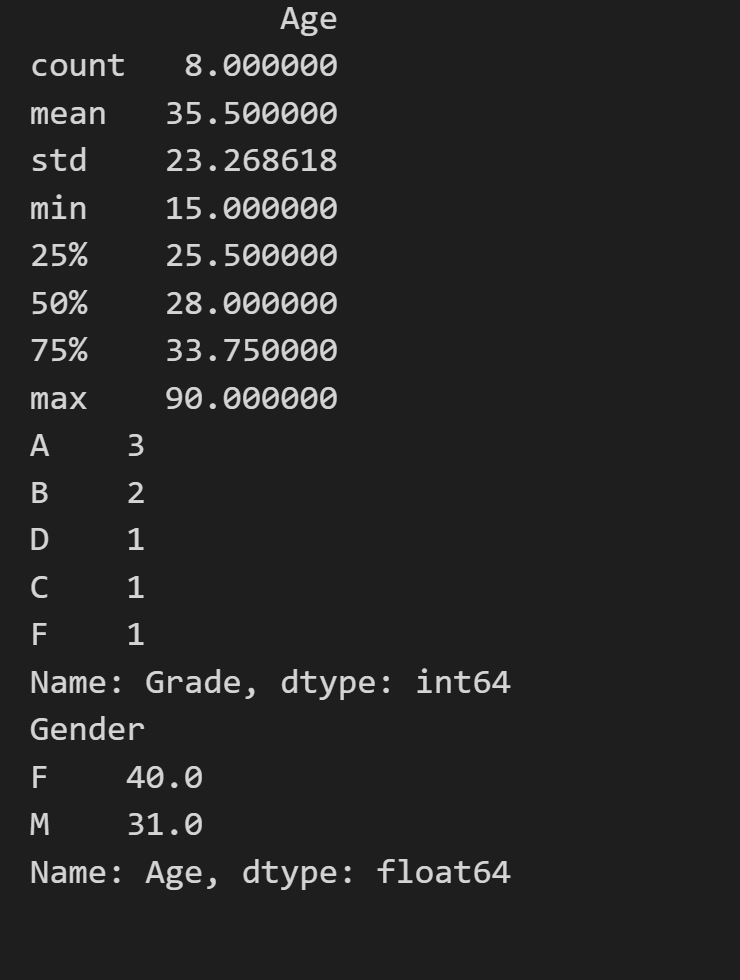 Age
count 8.000000
mean 35.500000
std 23.268618
min 15.000000
25% 25.500000
50% 28.000000
75% 33.750000
max 90.000000
A 3
B 2
D 1
C 1
F 1
Name: Grade, dtype: int64
Gender
F 40.0
M 31.0
Name: Age, dtype: float64